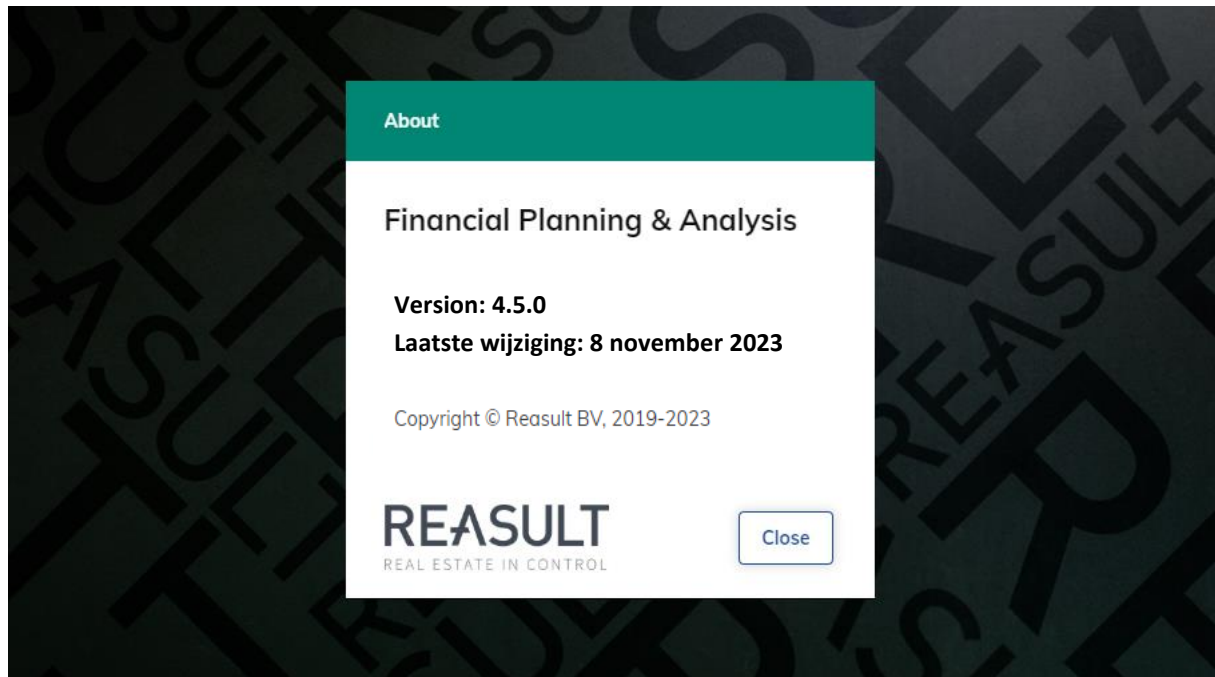 About
Financial Planning & Analysis
Version: 4.5.0
Laatste wijziging: 8 november 2023
Copyright © Reasult BV, 2019-2023
REASULT
REAL ESTATE IN CONTROL
Close